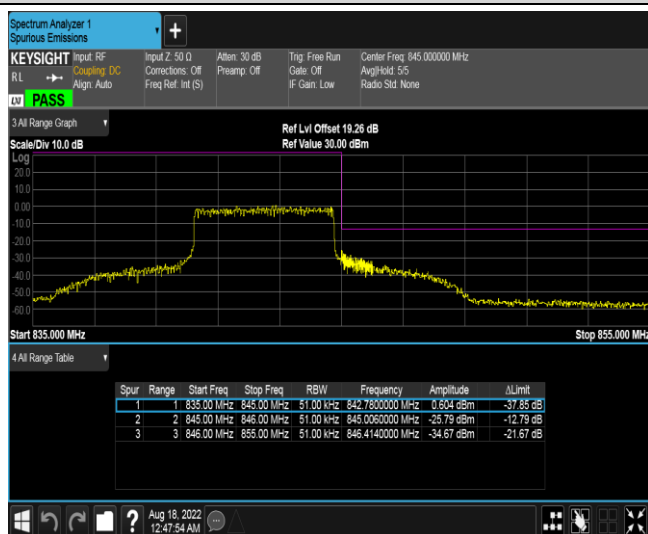 Spectrum Analyzer 1
Spurious Emissions
+
KEYSIGHT Input: RF Input Z: 50 Ω Atten: 30 dB Trig: Free Run Center Freq: 845.000000 MHz
RL Coupling: DC Corrections: Off Preamp: Off Gate: Off Avg|Hold: 5/5
Align: Auto Freq Ref: Int (S) IF Gain: Low Radio Std: None
LXI PASS
3 All Range Graph
Ref Lvl Offset 19.26 dB
Scale/Div 10.0 dB Ref Value 30.00 dBm
Log
20.0
10.0
0.00
-10.0
-20.0
-30.0
-40.0
-50.0
-60.0
Start 835.000 MHz Stop 855.000 MHz
4 All Range Table
Spur Range Start Freq Stop Freq RBW Frequency Amplitude ΔLimit
1 1 835.00 MHz 845.00 MHz 51.00 kHz 842.7800000 MHz 0.604 dBm -37.85 dB
2 2 845.00 MHz 846.00 MHz 51.00 kHz 845.0060000 MHz -25.79 dBm -12.79 dB
3 3 846.00 MHz 855.00 MHz 51.00 kHz 846.4140000 MHz -34.67 dBm -21.67 dB
? Aug 18, 2022
12:47:54 AM